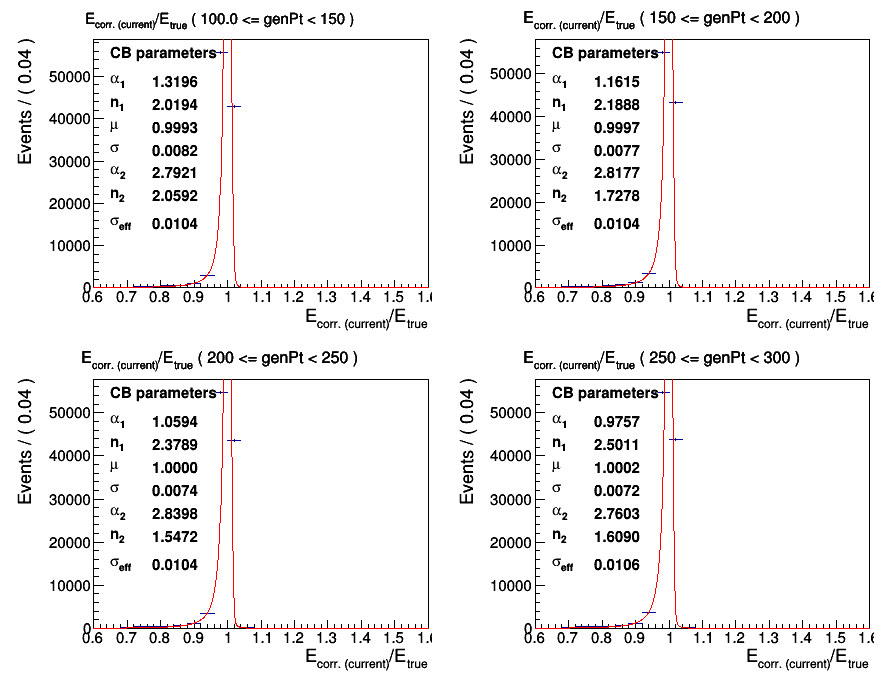 E_corr. (current)/E_true ( 100.0 <= genPt < 150 )
Events / ( 0.04 )
50000
40000
30000
20000
10000
0
CB parameters
α1 1.3196
n1 2.0194
μ 0.9993
σ 0.0082
α2 2.7921
n2 2.0592
σeff 0.0104
0.6 0.7 0.8 0.9 1 1.1 1.2 1.3 1.4 1.5 1.6
E_corr. (current)/E_true
E_corr. (current)/E_true ( 150 <= genPt < 200 )
Events / ( 0.04 )
50000
40000
30000
20000
10000
0
CB parameters
α1 1.1615
n1 2.1888
μ 0.9997
σ 0.0077
α2 2.8177
n2 1.7278
σeff 0.0104
0.6 0.7 0.8 0.9 1 1.1 1.2 1.3 1.4 1.5 1.6
E_corr. (current)/E_true
E_corr. (current)/E_true ( 200 <= genPt < 250 )
Events / ( 0.04 )
50000
40000
30000
20000
10000
0
CB parameters
α1 1.0594
n1 2.3789
μ 1.0000
σ 0.0074
α2 2.8398
n2 1.5472
σeff 0.0104
0.6 0.7 0.8 0.9 1 1.1 1.2 1.3 1.4 1.5 1.6
E_corr. (current)/E_true
E_corr. (current)/E_true ( 250 <= genPt < 300 )
Events / ( 0.04 )
50000
40000
30000
20000
10000
0
CB parameters
α1 0.9757
n1 2.5011
μ 1.0002
σ 0.0072
α2 2.7603
n2 1.6090
σeff 0.0106
0.6 0.7 0.8 0.9 1 1.1 1.2 1.3 1.4 1.5 1.6
E_corr. (current)/E_true